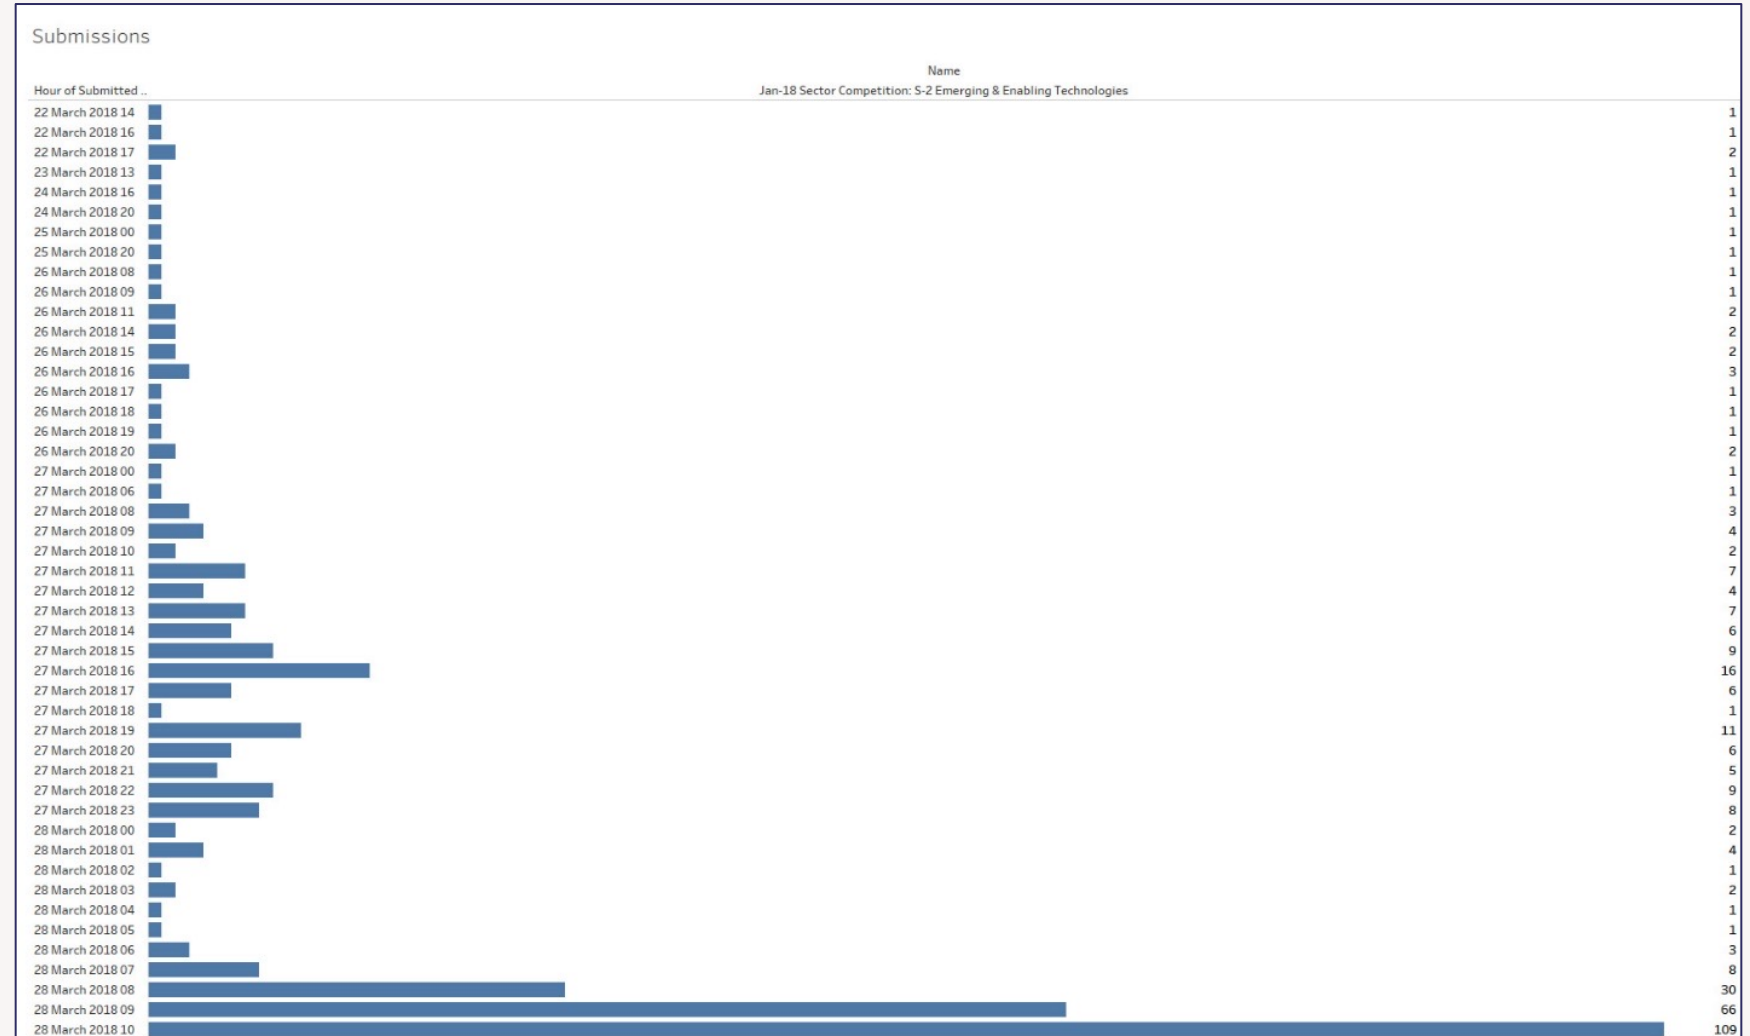 Submissions
Name
Hour of Submitted .. Jan-18 Sector Competition: S-2 Emerging & Enabling Technologies
22 March 2018 14 1
22 March 2018 16 1
22 March 2018 17 2
23 March 2018 13 1
24 March 2018 16 1
24 March 2018 20 1
25 March 2018 00 1
25 March 2018 20 1
26 March 2018 08 1
26 March 2018 09 1
26 March 2018 11 2
26 March 2018 14 2
26 March 2018 15 2
26 March 2018 16 3
26 March 2018 17 1
26 March 2018 18 1
26 March 2018 19 1
26 March 2018 20 2
27 March 2018 00 1
27 March 2018 06 1
27 March 2018 08 3
27 March 2018 09 4
27 March 2018 10 2
27 March 2018 11 7
27 March 2018 12 4
27 March 2018 13 7
27 March 2018 14 6
27 March 2018 15 9
27 March 2018 16 16
27 March 2018 17 6
27 March 2018 18 1
27 March 2018 19 11
27 March 2018 20 6
27 March 2018 21 5
27 March 2018 22 9
27 March 2018 23 8
28 March 2018 00 2
28 March 2018 01 4
28 March 2018 02 1
28 March 2018 03 2
28 March 2018 04 1
28 March 2018 05 1
28 March 2018 06 3
28 March 2018 07 8
28 March 2018 08 30
28 March 2018 09 66
28 March 2018 10 109